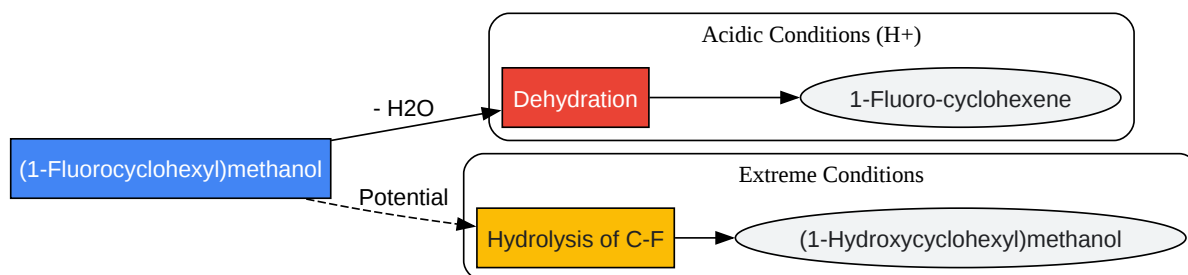 Acidic Conditions (H+)
Dehydration
1-Fluoro-cyclohexene
- H2O
(1-Fluorocyclohexyl)methanol
Potential
Extreme Conditions
Hydrolysis of C-F
(1-Hydroxycyclohexyl)methanol